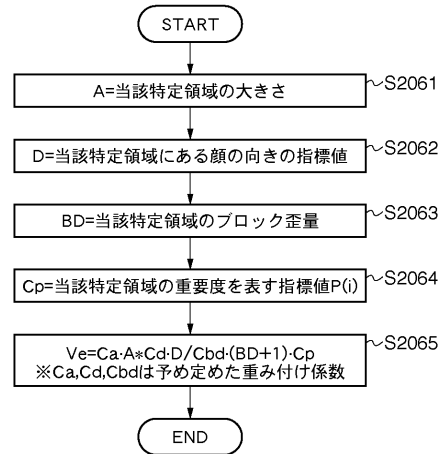 START
A=当該特定領域の大きさ
S2061
D=当該特定領域にある顔の向きの指標値
S2062
BD=当該特定領域のブロック歪量
S2063
Cp=当該特定領域の重要度を表す指標値P(i)
S2064
Ve=Ca·A*Cd·D/Cbd·(BD+1)·Cp
※Ca,Cd,Cbdは予め定めた重み付け係数
S2065
END